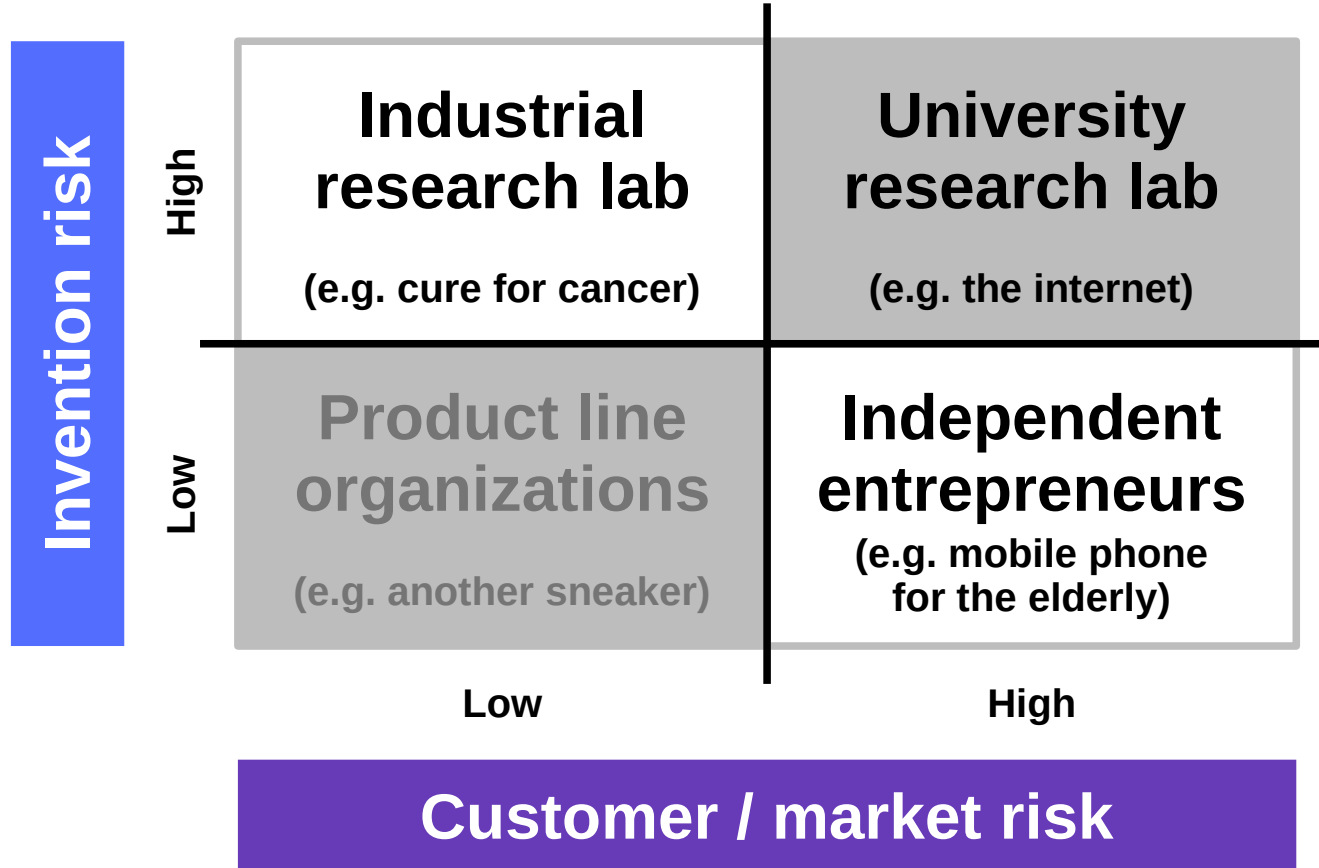 Invention risk
High
Low
Industrial
research lab
(e.g. cure for cancer)
University
research lab
(e.g. the internet)
Product line
organizations
(e.g. another sneaker)
Independent
entrepreneurs
(e.g. mobile phone
for the elderly)
Low
High
Customer / market risk